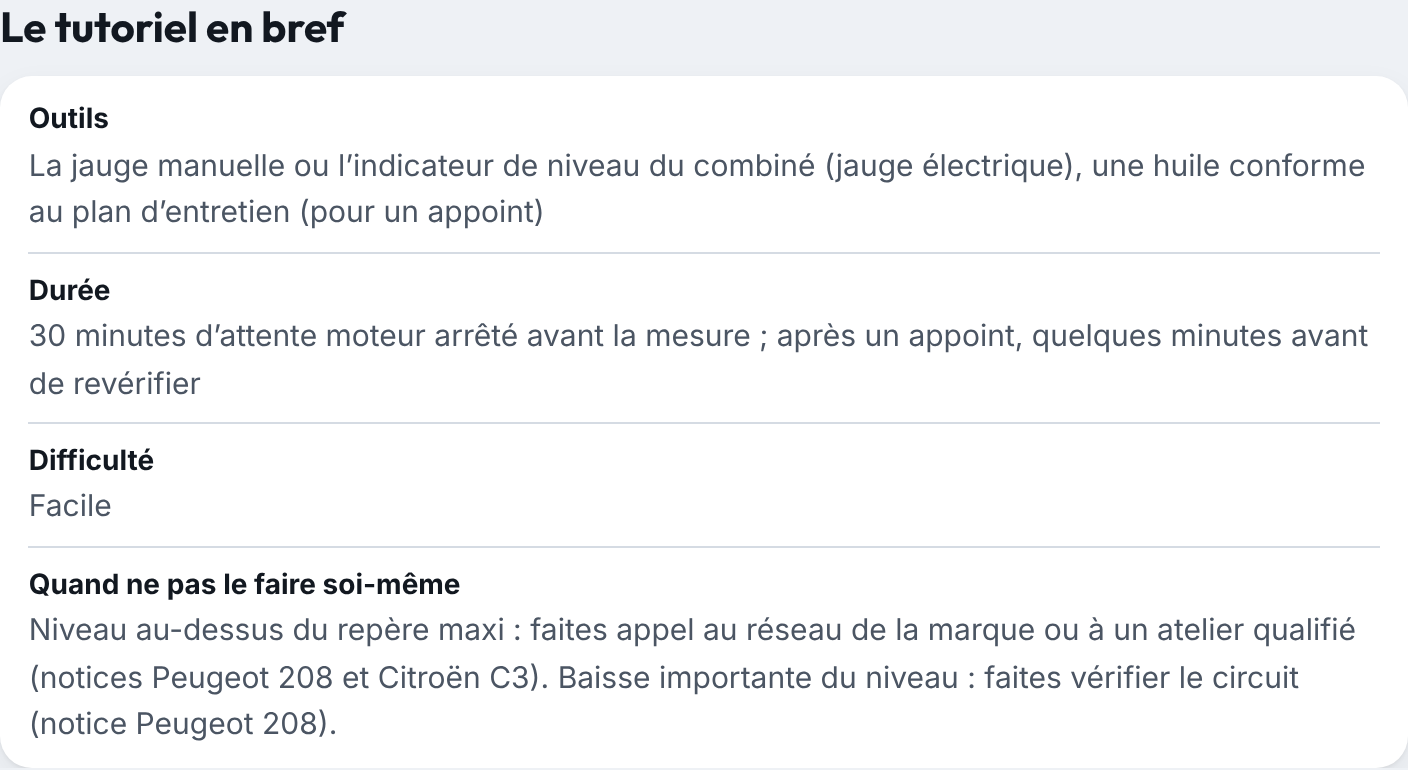 Le tutoriel en bref
Outils
La jauge manuelle ou l’indicateur de niveau du combiné (jauge électrique), une huile conforme
au plan d’entretien (pour un appoint)
Durée
30 minutes d’attente moteur arrêté avant la mesure ; après un appoint, quelques minutes avant
de revérifier
Difficulté
Facile
Quand ne pas le faire soi-même
Niveau au-dessus du repère maxi : faites appel au réseau de la marque ou à un atelier qualifié
(notices Peugeot 208 et Citroën C3). Baisse importante du niveau : faites vérifier le circuit
(notice Peugeot 208).